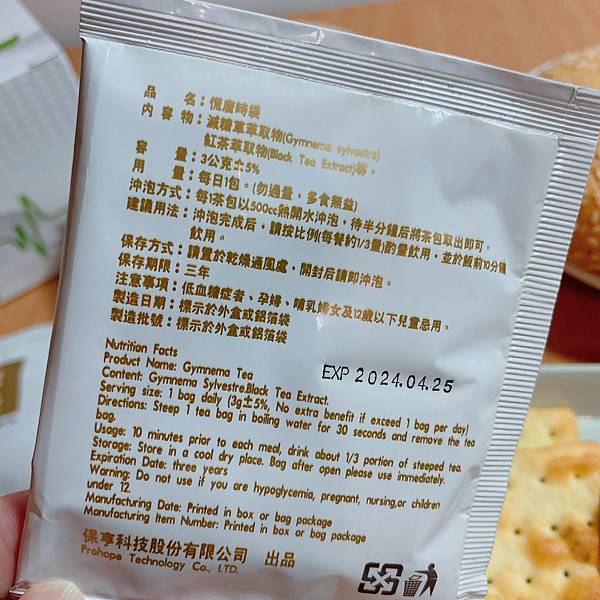 品　名：慌糖時袋
內 容 物：減糖草萃取物(Gymnema sylvestre)
紅茶萃取物(Black Tea Extract)等。
容　量：3公克±5%
用　量：每日1包。(勿過量，多食無益)
沖泡方式：每1茶包以500cc熱開水沖泡，待半分鐘后將茶包取出即可。
建議用法：沖泡完成后，請按比例(每餐約1/3量)酌量飲用，並於飯前10分鐘
飲用。
保存方式：請置於乾燥通風處，開封后請即沖泡。
保存期限：三年
注意事項：低血糖症者、孕婦、哺乳婦女及12歲以下兒童忌用。
製造日期：標示於外盒或鋁箔袋
製造批號：標示於外盒或鋁箔袋
EXP 2024.04.25
Nutrition Facts
Product Name: Gymnema Tea
Content: Gymnema Sylvestre.Black Tea Extract.
Serving size: 1 bag daily (3g±5%, No extra benefit if exceed 1 bag per day)
Directions: Steep 1 tea bag in boiling water for 30 seconds and remove the tea
bag.
Usage: 10 minutes prior to each meal, drink about 1/3 portion of steeped tea.
Storage: Store in a cool dry place. Bag after open please use immediately.
Expiration Date: three years
Warning: Do not use if you are hypoglycemia, pregnant, nursing,or children
under 12.
Manufacturing Date: Printed in box or bag package
Manufacturing Item Number: Printed in box or bag package
保亨科技股份有限公司　出品
Prohope Technology Co., LTD.